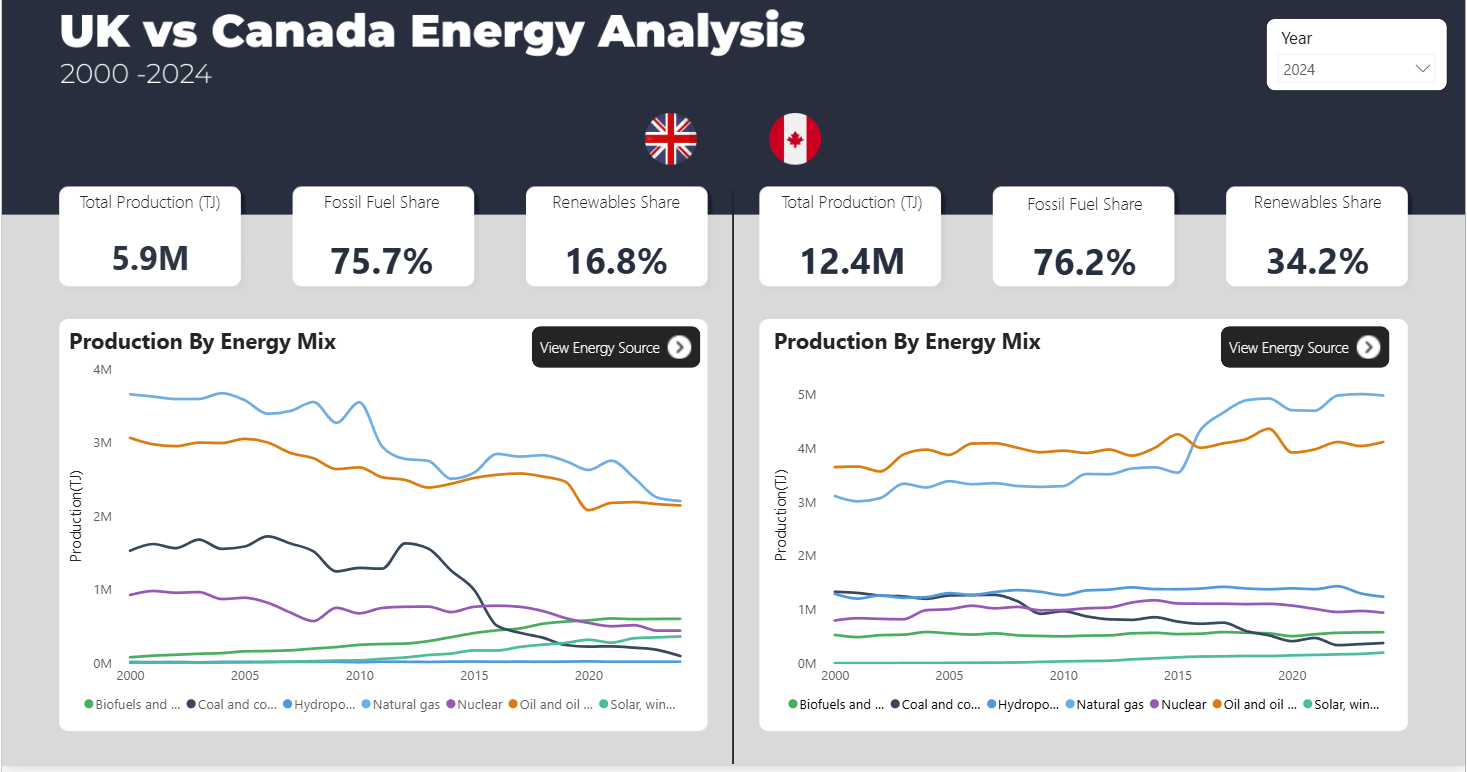 UK vs Canada Energy Analysis
2000 -2024
Year
2024
Total Production (TJ)
5.9M
Fossil Fuel Share
75.7%
Renewables Share
16.8%
Total Production (TJ)
12.4M
Fossil Fuel Share
76.2%
Renewables Share
34.2%
Production By Energy Mix
View Energy Source
Production(TJ)
4M
3M
2M
1M
0M
2000 2005 2010 2015 2020
Biofuels and ... Coal and co... Hydropo... Natural gas Nuclear Oil and oil ... Solar, win...
Production By Energy Mix
View Energy Source
Production(TJ)
5M
4M
3M
2M
1M
0M
2000 2005 2010 2015 2020
Biofuels and ... Coal and co... Hydropo... Natural gas Nuclear Oil and oil ... Solar, win...